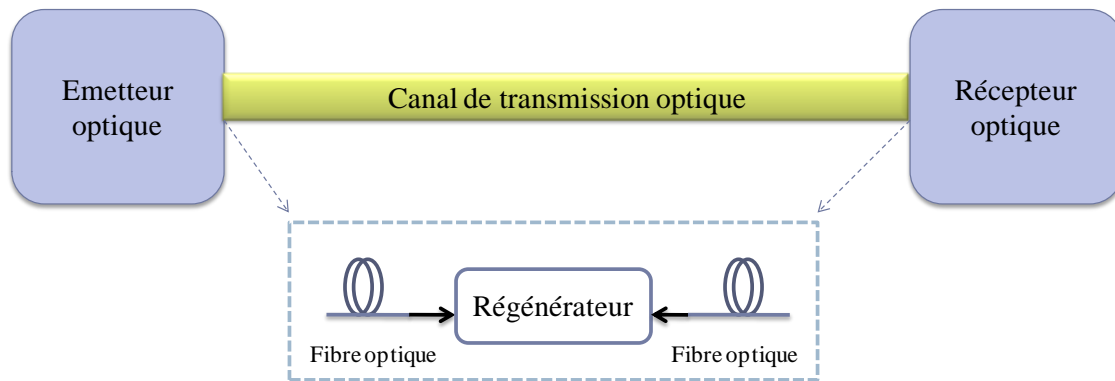 Emetteur
optique
Canal de transmission optique
Récepteur
optique
Régénérateur
Fibre optique
Fibre optique